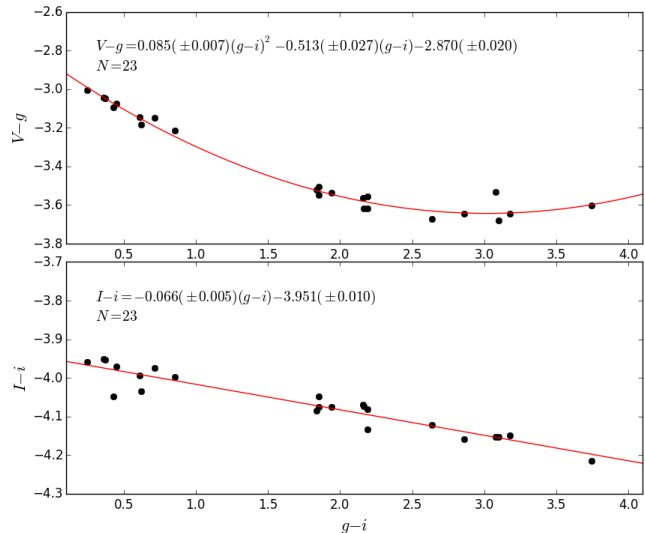 −2.6
V−g=0.085(±0.007)(g−i)² −0.513(±0.027)(g−i)−2.870(±0.020)
N=23
−2.8
−3.0
−3.2
−3.4
−3.6
−3.8
V−g
0.5 1.0 1.5 2.0 2.5 3.0 3.5 4.0
−3.7
I−i=−0.066(±0.005)(g−i)−3.951(±0.010)
N=23
−3.8
−3.9
−4.0
−4.1
−4.2
−4.3
I−i
0.5 1.0 1.5 2.0 2.5 3.0 3.5 4.0
g−i